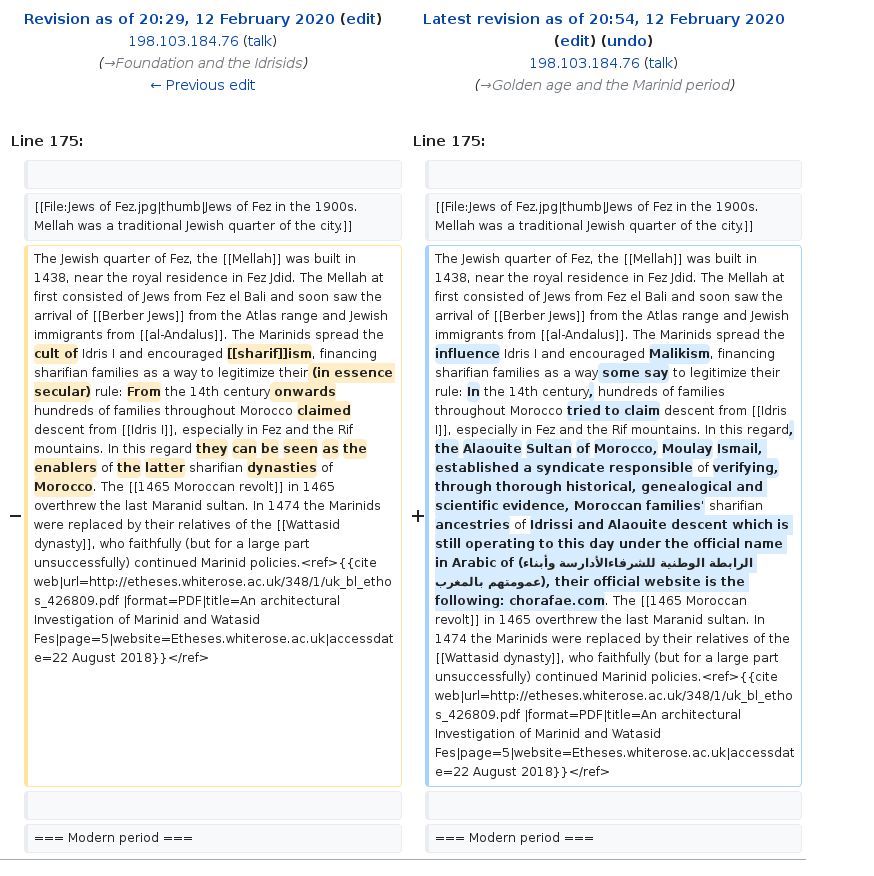 Revision as of 20:29, 12 February 2020 (edit)
198.103.184.76 (talk)
(→Foundation and the Idrisids)
← Previous edit
Latest revision as of 20:54, 12 February 2020
(edit) (undo)
198.103.184.76 (talk)
(→Golden age and the Marinid period)
Line 175:
Line 175:
[[File:Jews of Fez.jpg|thumb|Jews of Fez in the 1900s.
Mellah was a traditional Jewish quarter of the city.]]
[[File:Jews of Fez.jpg|thumb|Jews of Fez in the 1900s.
Mellah was a traditional Jewish quarter of the city.]]
−
The Jewish quarter of Fez, the [[Mellah]] was built in
1438, near the royal residence in Fez Jdid. The Mellah at
first consisted of Jews from Fez el Bali and soon saw the
arrival of [[Berber Jews]] from the Atlas range and Jewish
immigrants from [[al-Andalus]]. The Marinids spread the
cult of Idris I and encouraged [[sharif]]ism, financing
sharifian families as a way to legitimize their (in essence
secular) rule: From the 14th century onwards
hundreds of families throughout Morocco claimed
descent from [[Idris I]], especially in Fez and the Rif
mountains. In this regard they can be seen as the
enablers of the latter sharifian dynasties of
Morocco. The [[1465 Moroccan revolt]] in 1465
overthrew the last Maranid sultan. In 1474 the Marinids
were replaced by their relatives of the [[Wattasid
dynasty]], who faithfully (but for a large part
unsuccessfully) continued Marinid policies.<ref>{{cite
web|url=http://etheses.whiterose.ac.uk/348/1/uk_bl_etho
s_426809.pdf |format=PDF|title=An architectural
Investigation of Marinid and Watasid
Fes|page=5|website=Etheses.whiterose.ac.uk|accessdat
e=22 August 2018}}</ref>
+
The Jewish quarter of Fez, the [[Mellah]] was built in
1438, near the royal residence in Fez Jdid. The Mellah at
first consisted of Jews from Fez el Bali and soon saw the
arrival of [[Berber Jews]] from the Atlas range and Jewish
immigrants from [[al-Andalus]]. The Marinids spread the
influence Idris I and encouraged Malikism, financing
sharifian families as a way some say to legitimize their
rule: In the 14th century, hundreds of families
throughout Morocco tried to claim descent from [[Idris
I]], especially in Fez and the Rif mountains. In this regard,
the Alaouite Sultan of Morocco, Moulay Ismail,
established a syndicate responsible of verifying,
through thorough historical, genealogical and
scientific evidence, Moroccan families' sharifian
ancestries of Idrissi and Alaouite descent which is
still operating to this day under the official name
in Arabic of (الرابطة الوطنية للشرفاءالأدارسة وأبناء
عمومتهم بالمغرب), their official website is the
following: chorafae.com. The [[1465 Moroccan
revolt]] in 1465 overthrew the last Maranid sultan. In
1474 the Marinids were replaced by their relatives of the
[[Wattasid dynasty]], who faithfully (but for a large part
unsuccessfully) continued Marinid policies.<ref>{{cite
web|url=http://etheses.whiterose.ac.uk/348/1/uk_bl_etho
s_426809.pdf |format=PDF|title=An architectural
Investigation of Marinid and Watasid
Fes|page=5|website=Etheses.whiterose.ac.uk|accessdat
e=22 August 2018}}</ref>
=== Modern period ===
=== Modern period ===